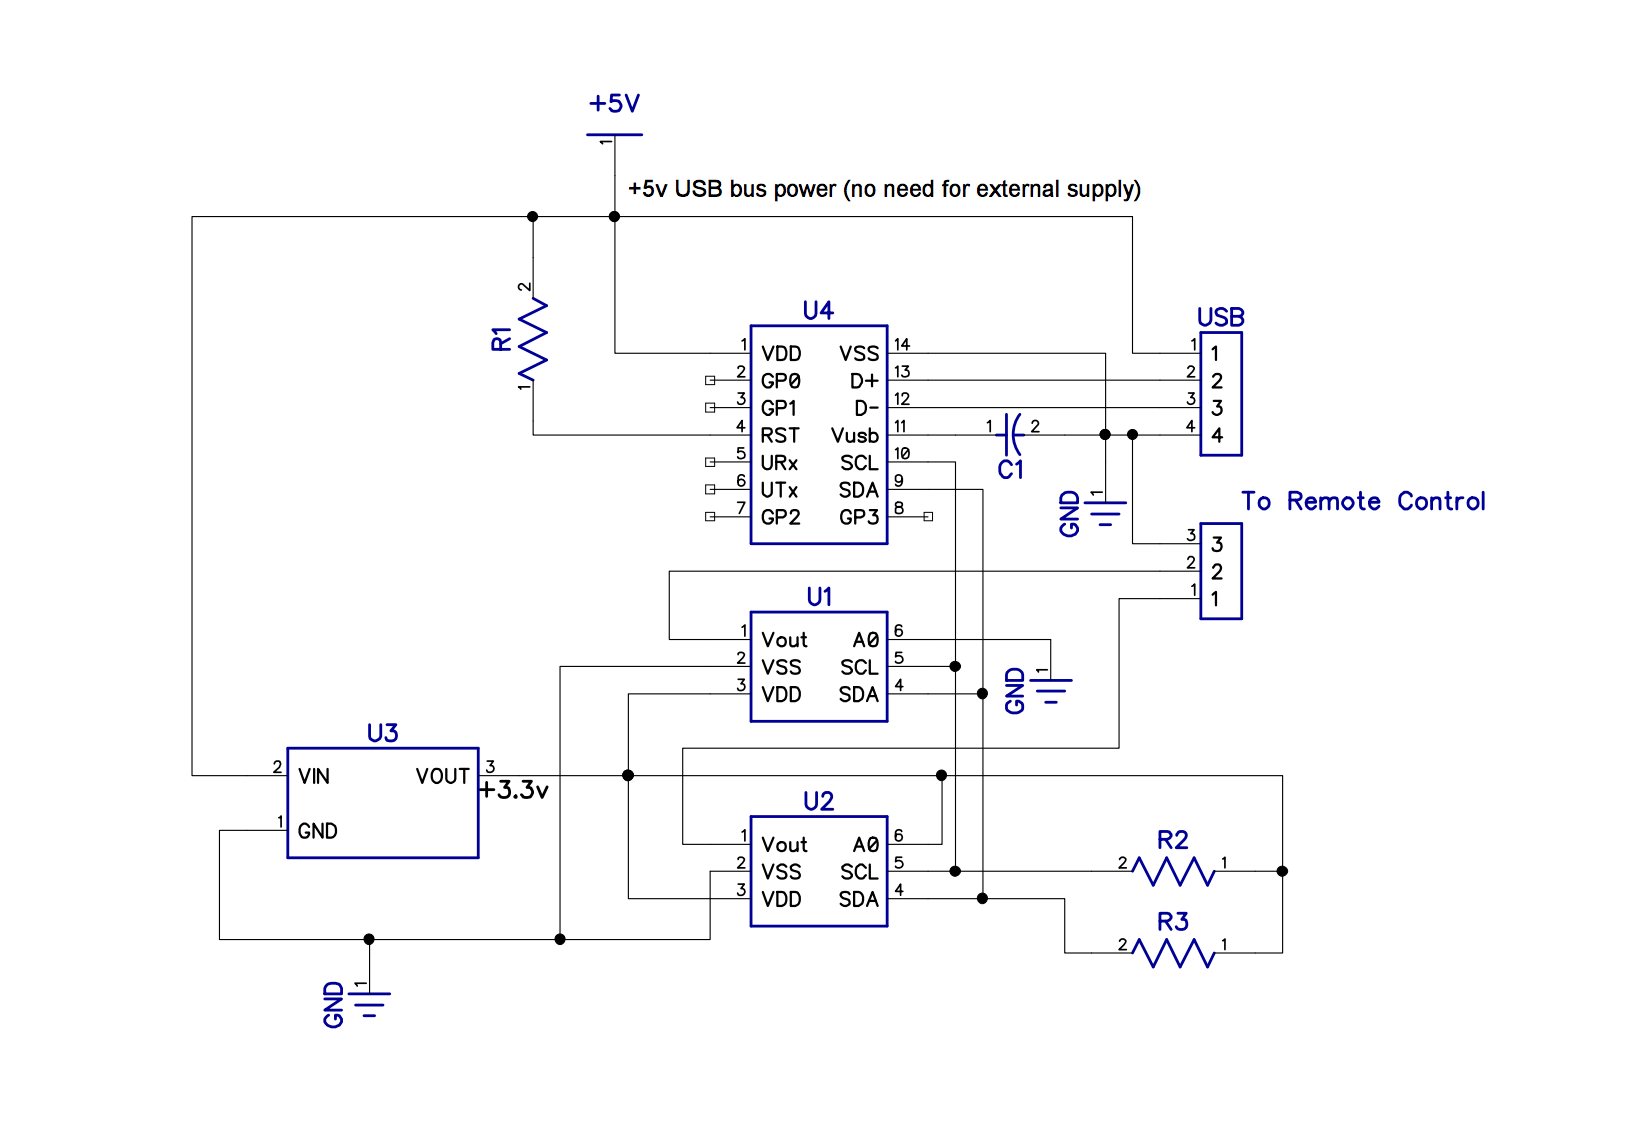 +5V
1
+5v USB bus power (no need for external supply)
2
R1
1
U4
1 VDD VSS 14
2 GP0 D+ 13
3 GP1 D- 12
4 RST Vusb 11
5 URx SCL 10
6 UTx SDA 9
7 GP2 GP3 8
1 2
C1
USB
1 1
2 2
3 3
4 4
GND 1
To Remote Control
3 3
2 2
1 1
U1
1 Vout A0 6
2 VSS SCL 5
3 VDD SDA 4
GND 1
U3
2 VIN VOUT 3
+3.3v
1 GND
U2
1 Vout A0 6
2 VSS SCL 5
3 VDD SDA 4
R2
2 1
R3
2 1
GND 1